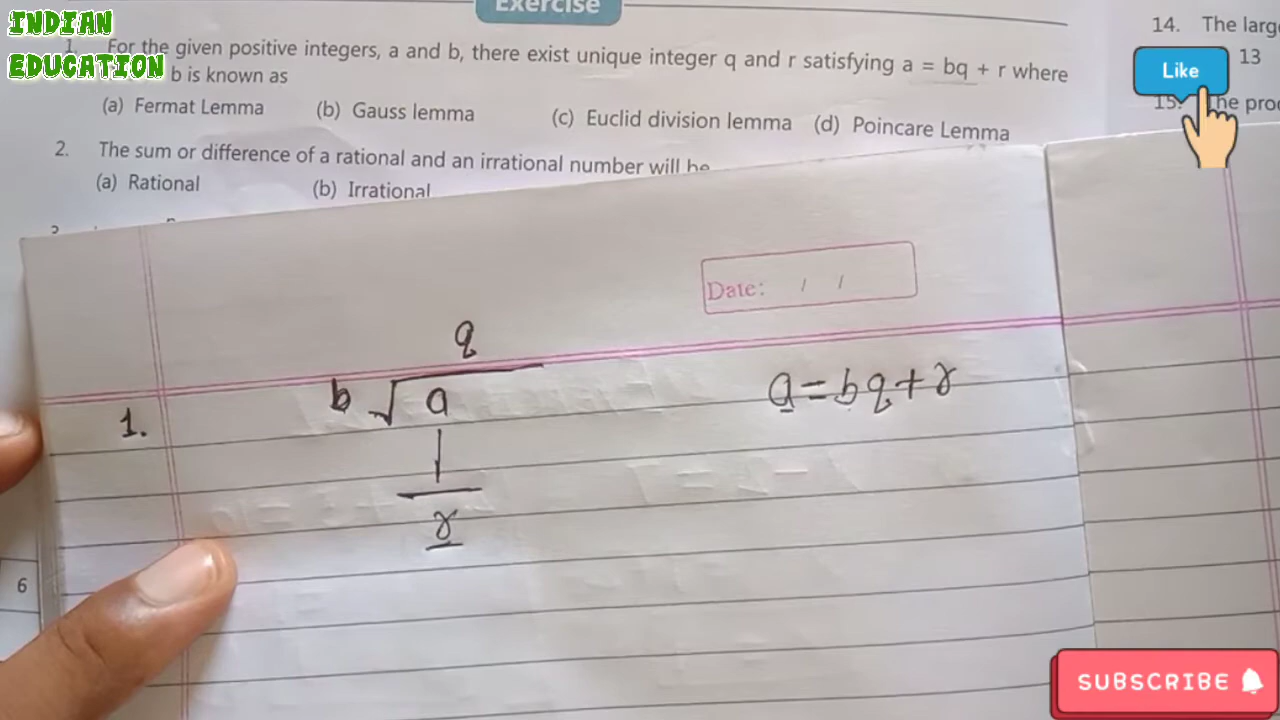 INDIAN
EDUCATION
Exercise
1. For the given positive integers, a and b, there exist unique integer q and r satisfying a = bq + r where
b is known as
(a) Fermat Lemma (b) Gauss lemma (c) Euclid division lemma (d) Poincare Lemma
2. The sum or difference of a rational and an irrational number will be
(a) Rational (b) Irrational
14. The larg
13
15. The pro
Like
Date: / /
q
1. b √a a = bq + r
r
6
SUBSCRIBE